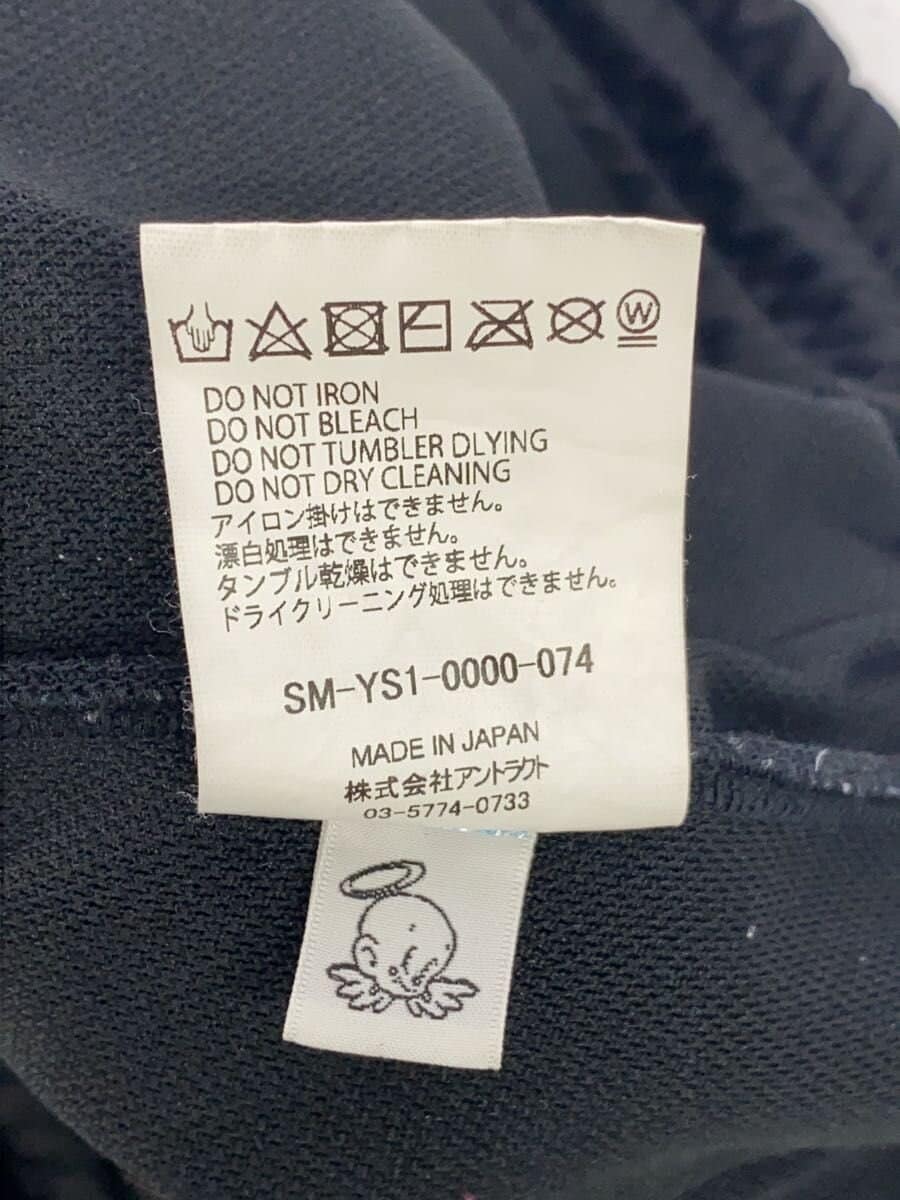 W
DO NOT IRON
DO NOT BLEACH
DO NOT TUMBLER DLYING
DO NOT DRY CLEANING
アイロン掛けはできません。
漂白処理はできません。
タンブル乾燥はできません。
ドライクリーニング処理はできません。
SM-YS1-0000-074
MADE IN JAPAN
株式会社アントラクト
03-5774-0733